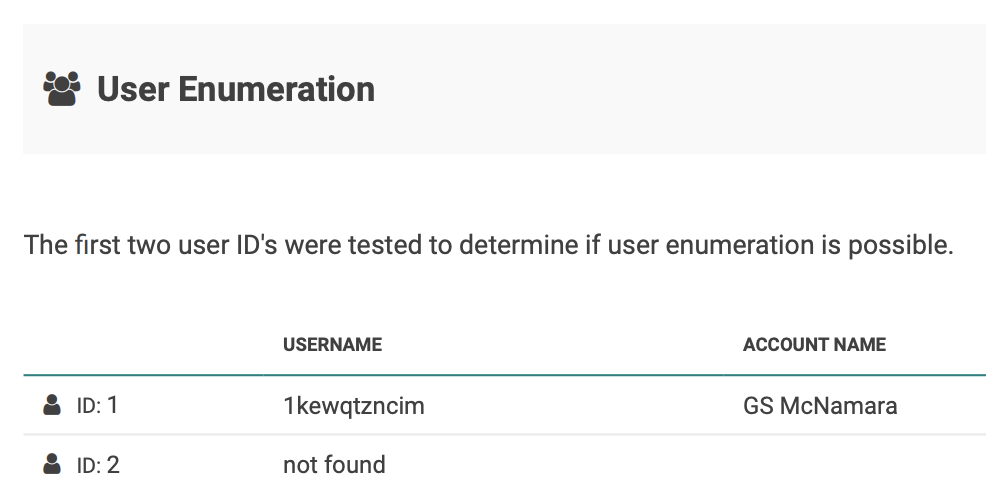 User Enumeration
The first two user ID's were tested to determine if user enumeration is possible.
USERNAME ACCOUNT NAME
ID: 1 1kewqtzncim GS McNamara
ID: 2 not found